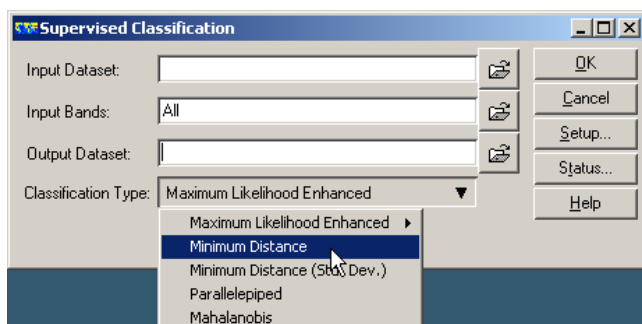 Supervised Classification
Input Dataset:
OK
Input Bands: All
Cancel
Output Dataset:
Setup...
Status...
Classification Type: Maximum Likelihood Enhanced
Help
Maximum Likelihood Enhanced
Minimum Distance
Minimum Distance (Std. Dev.)
Parallelepiped
Mahalanobis